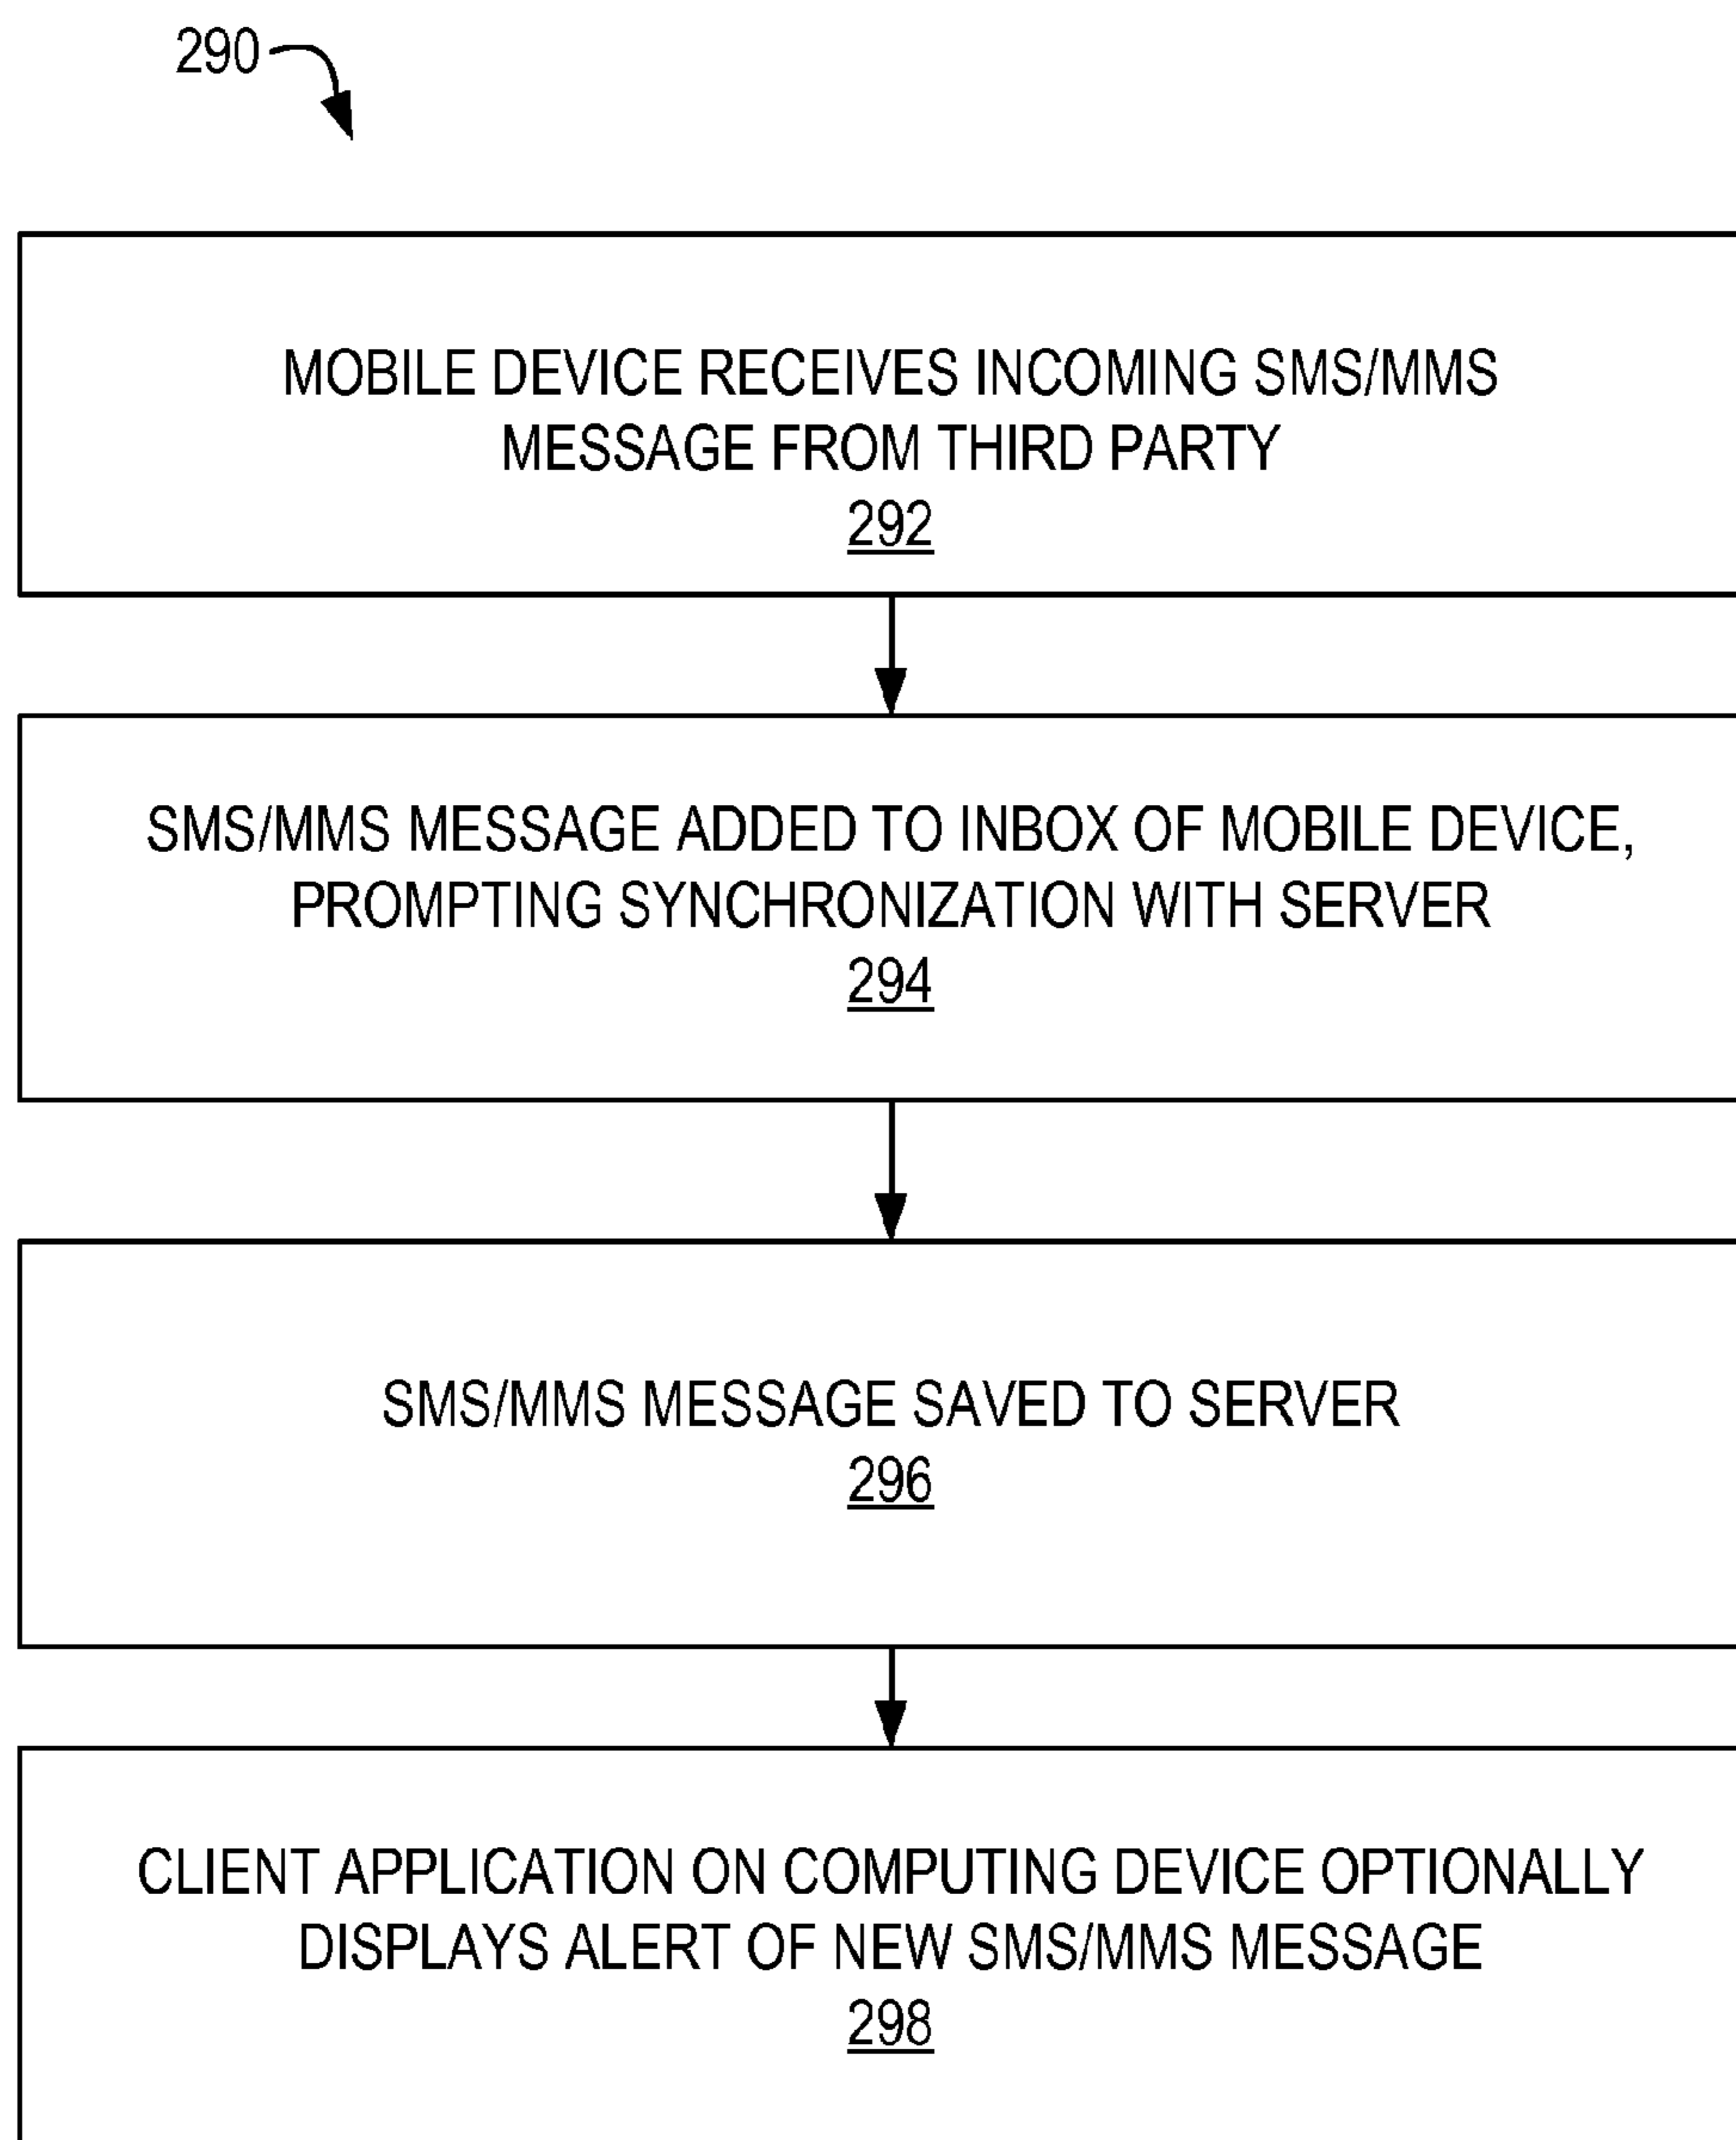 290
MOBILE DEVICE RECEIVES INCOMING SMS/MMS
MESSAGE FROM THIRD PARTY
292
SMS/MMS MESSAGE ADDED TO INBOX OF MOBILE DEVICE,
PROMPTING SYNCHRONIZATION WITH SERVER
294
SMS/MMS MESSAGE SAVED TO SERVER
296
CLIENT APPLICATION ON COMPUTING DEVICE OPTIONALLY
DISPLAYS ALERT OF NEW SMS/MMS MESSAGE
298